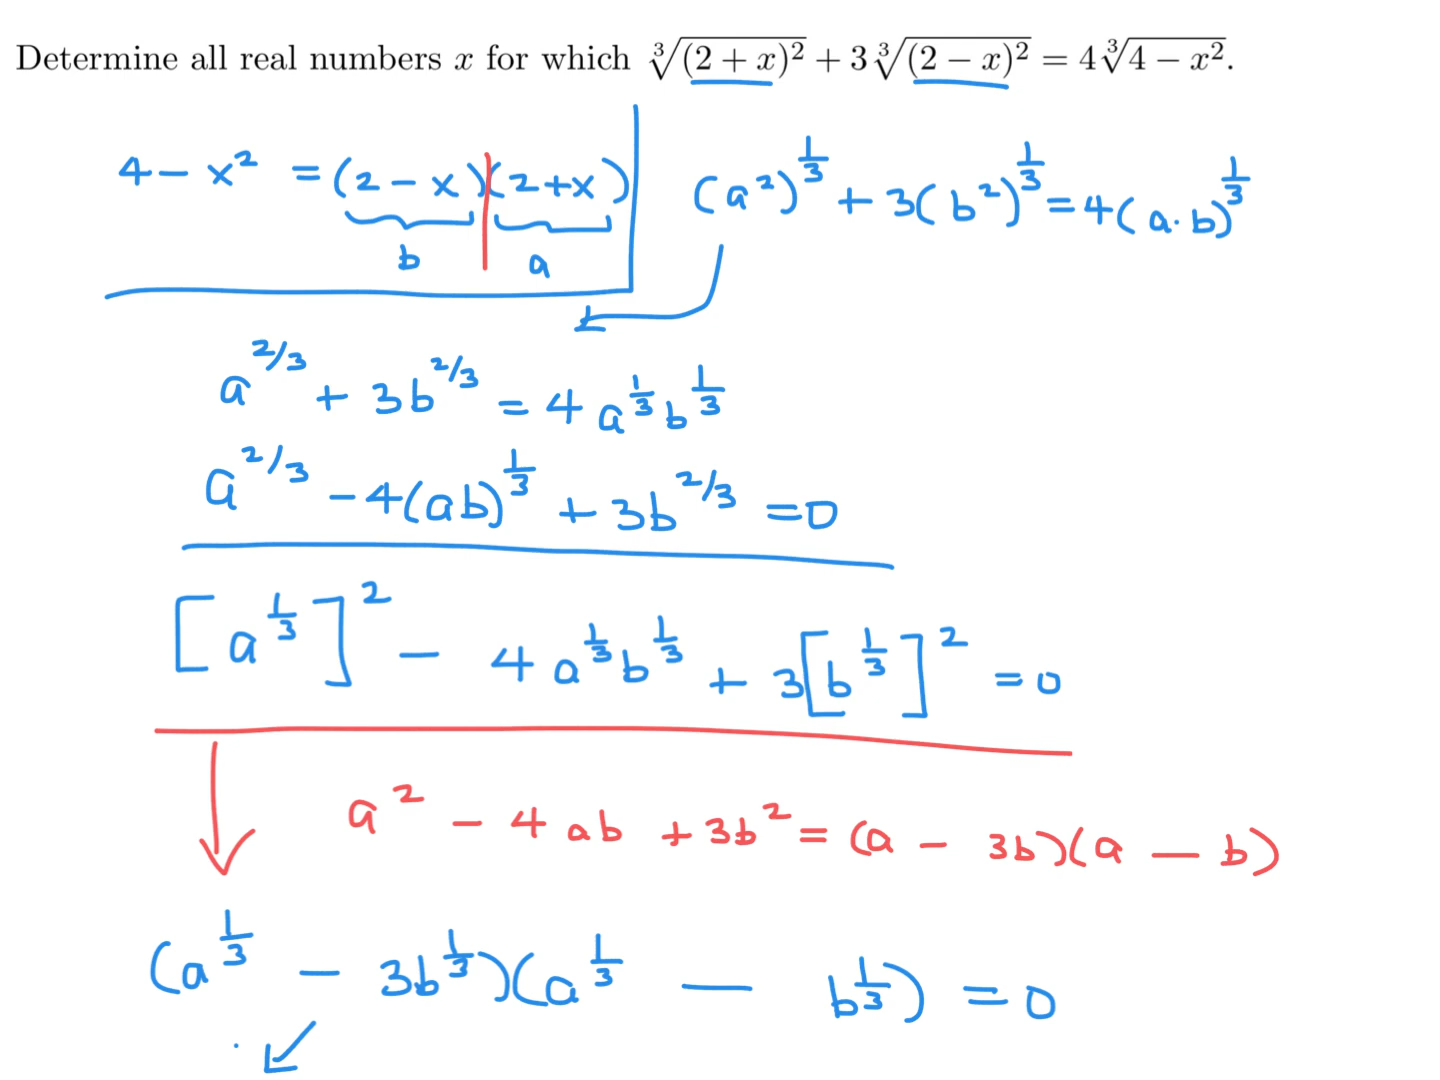 Determine all real numbers x for which ∛(2 + x)² + 3∛(2 − x)² = 4∛4 − x².
4 − x² = (2 − x)(2 + x)
b a
(a²)^1/3 + 3(b²)^1/3 = 4(a·b)^1/3
a^2/3 + 3b^2/3 = 4a^1/3 b^1/3
a^2/3 − 4(ab)^1/3 + 3b^2/3 = 0
[a^1/3]² − 4a^1/3 b^1/3 + 3[b^1/3]² = 0
a² − 4ab + 3b² = (a − 3b)(a − b)
(a^1/3 − 3b^1/3)(a^1/3 − b^1/3) = 0